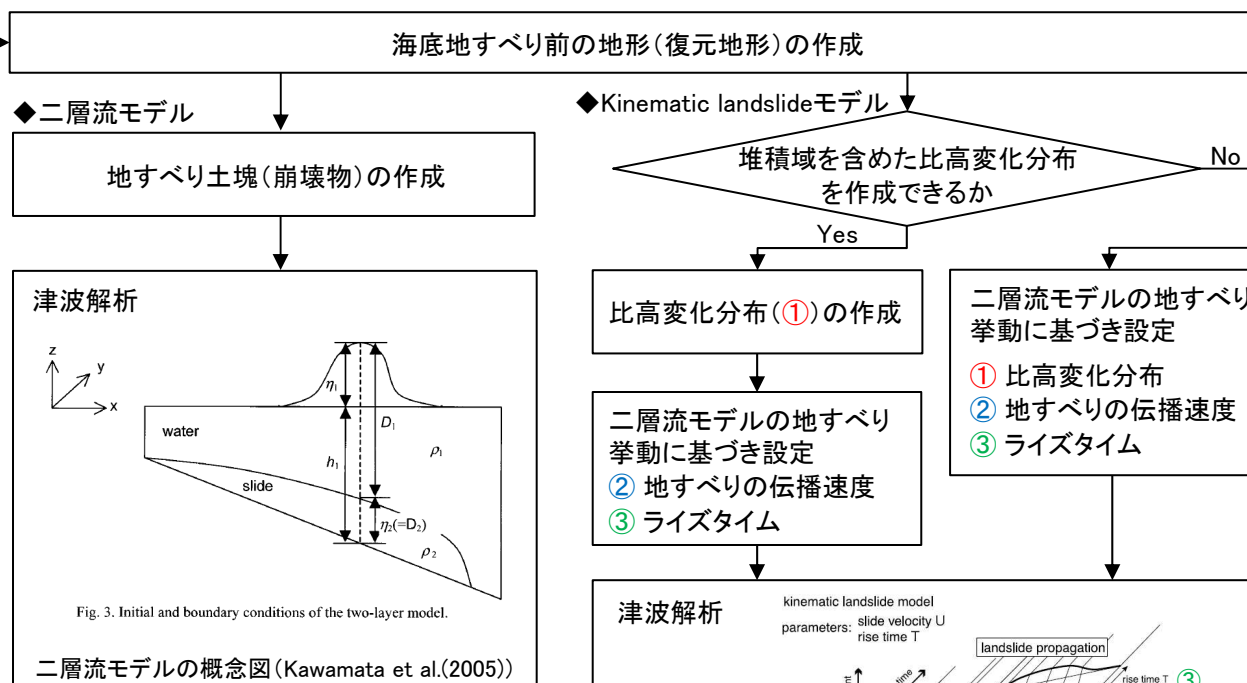 海底地すべり前の地形(復元地形)の作成
◆二層流モデル
地すべり土塊(崩壊物)の作成
津波解析
z
y
x
η1
D1
water
h1
ρ1
slide
η2(=D2)
ρ2
Fig. 3. Initial and boundary conditions of the two-layer model.
二層流モデルの概念図(Kawamata et al.(2005))
◆Kinematic landslideモデル
堆積域を含めた比高変化分布
を作成できるか
No
Yes
比高変化分布(①)の作成
二層流モデルの地すべり
挙動に基づき設定
② 地すべりの伝播速度
③ ライズタイム
二層流モデルの地すべり
挙動に基づき設定
① 比高変化分布
② 地すべりの伝播速度
③ ライズタイム
津波解析
kinematic landslide model
parameters: slide velocity U
rise time T
landslide propagation
time
rise time T ③